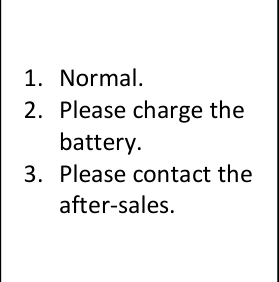 1. Normal.
2. Please charge the
battery.
3. Please contact the
after-sales.